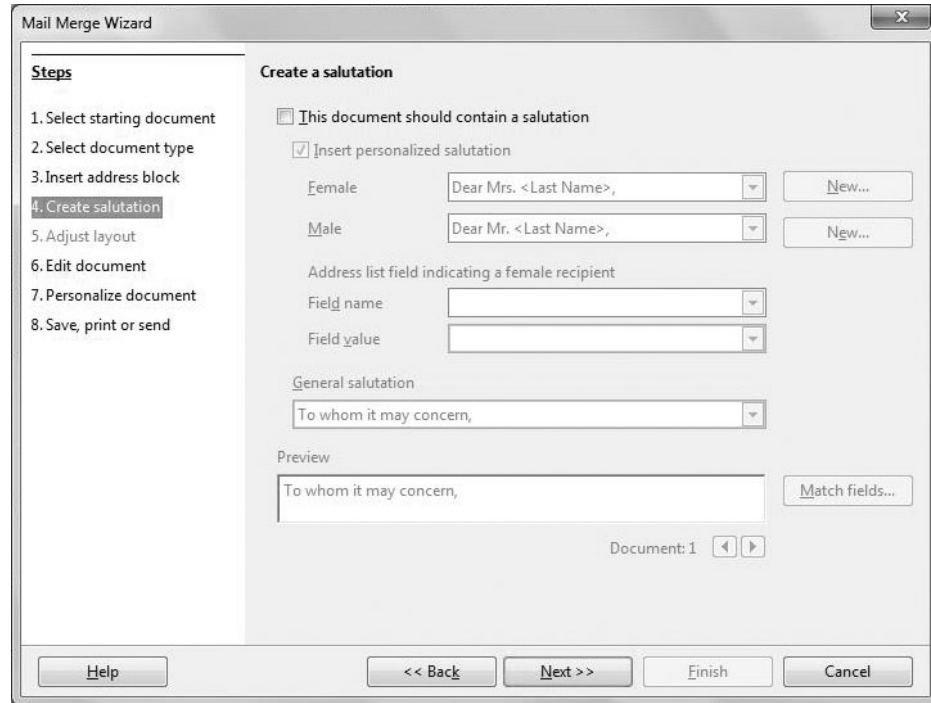 Mail Merge Wizard
X
Steps
1. Select starting document
2. Select document type
3. Insert address block
4. Create salutation
5. Adjust layout
6. Edit document
7. Personalize document
8. Save, print or send
Create a salutation
This document should contain a salutation
Insert personalized salutation
Female Dear Mrs. <Last Name>, New...
Male Dear Mr. <Last Name>, New...
Address list field indicating a female recipient
Field name
Field value
General salutation
To whom it may concern,
Preview
To whom it may concern,
Match fields...
Document: 1
Help << Back Next >> Finish Cancel